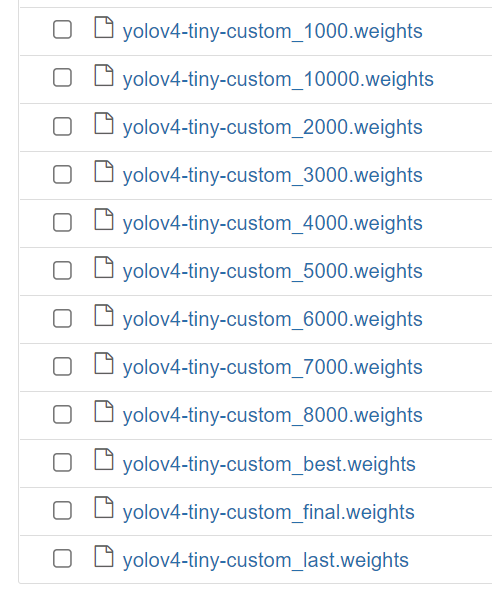 yolov4-tiny-custom_1000.weights
yolov4-tiny-custom_10000.weights
yolov4-tiny-custom_2000.weights
yolov4-tiny-custom_3000.weights
yolov4-tiny-custom_4000.weights
yolov4-tiny-custom_5000.weights
yolov4-tiny-custom_6000.weights
yolov4-tiny-custom_7000.weights
yolov4-tiny-custom_8000.weights
yolov4-tiny-custom_best.weights
yolov4-tiny-custom_final.weights
yolov4-tiny-custom_last.weights